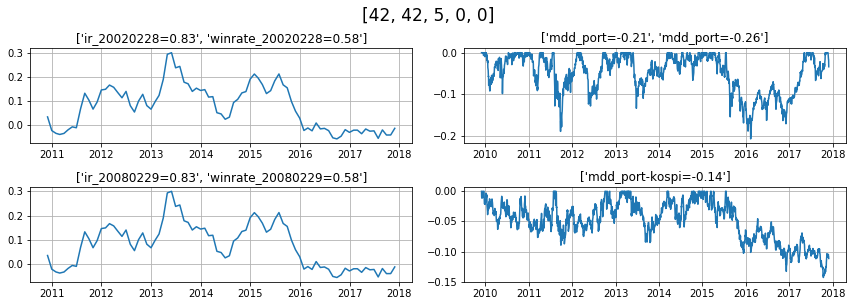 [42, 42, 5, 0, 0]
['ir_20020228=0.83', 'winrate_20020228=0.58']
0.3
0.2
0.1
0.0
2011 2012 2013 2014 2015 2016 2017 2018
['mdd_port=-0.21', 'mdd_port=-0.26']
0.0
−0.1
−0.2
2010 2011 2012 2013 2014 2015 2016 2017 2018
['ir_20080229=0.83', 'winrate_20080229=0.58']
0.3
0.2
0.1
0.0
2011 2012 2013 2014 2015 2016 2017 2018
['mdd_port-kospi=-0.14']
0.00
−0.05
−0.10
−0.15
2010 2011 2012 2013 2014 2015 2016 2017 2018